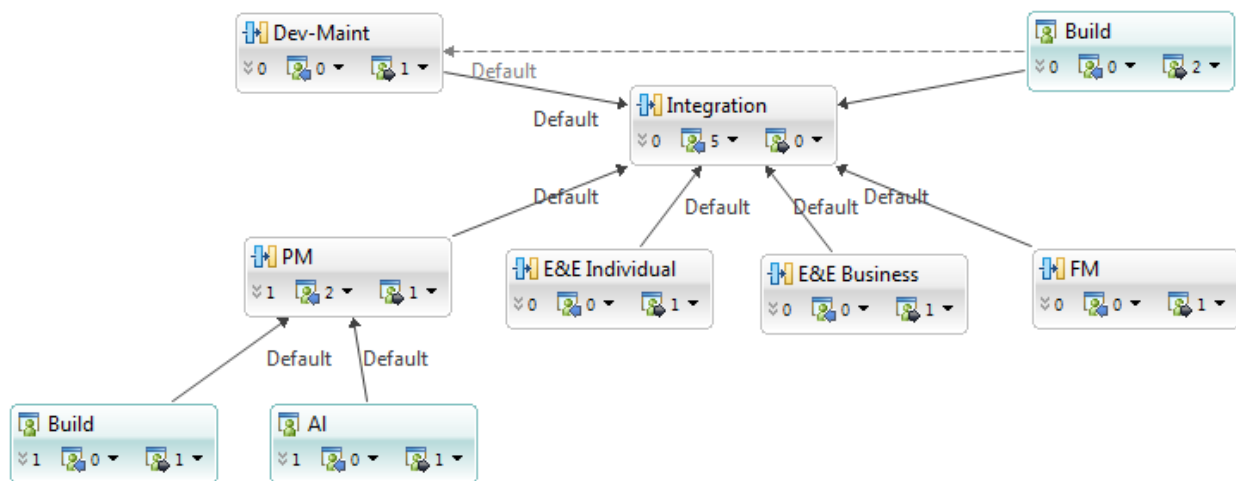 Dev-Maint
0 0 1
Build
0 0 2
Default
Default
Integration
0 5 0
Default
Default
Default
Default
PM
1 2 1
E&E Individual
0 0 1
E&E Business
0 0 1
FM
0 0 1
Default
Default
Build
1 0 1
AI
1 0 1